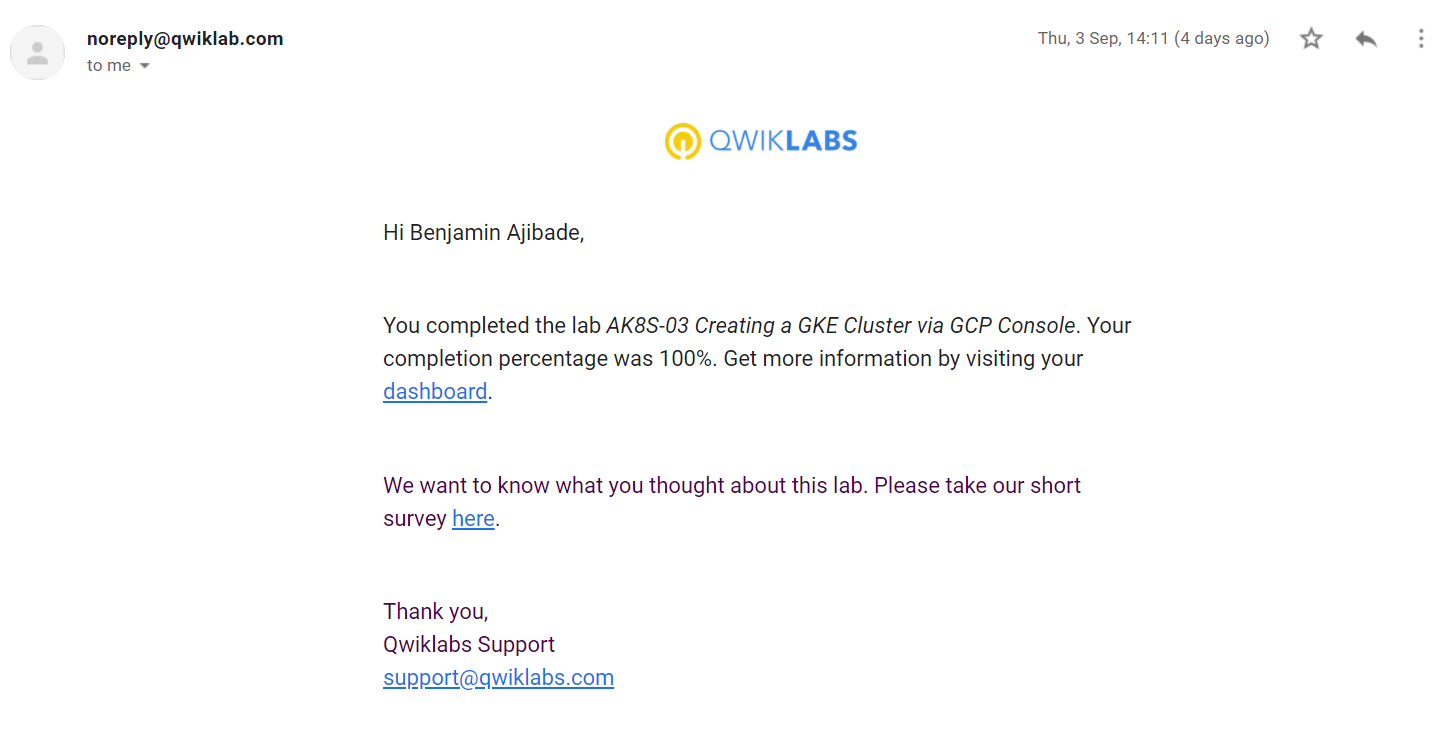 noreply@qwiklab.com
Thu, 3 Sep, 14:11 (4 days ago)
to me
QWIKLABS
Hi Benjamin Ajibade,
You completed the lab AK8S-03 Creating a GKE Cluster via GCP Console. Your
completion percentage was 100%. Get more information by visiting your
dashboard.
We want to know what you thought about this lab. Please take our short
survey here.
Thank you,
Qwiklabs Support
support@qwiklabs.com